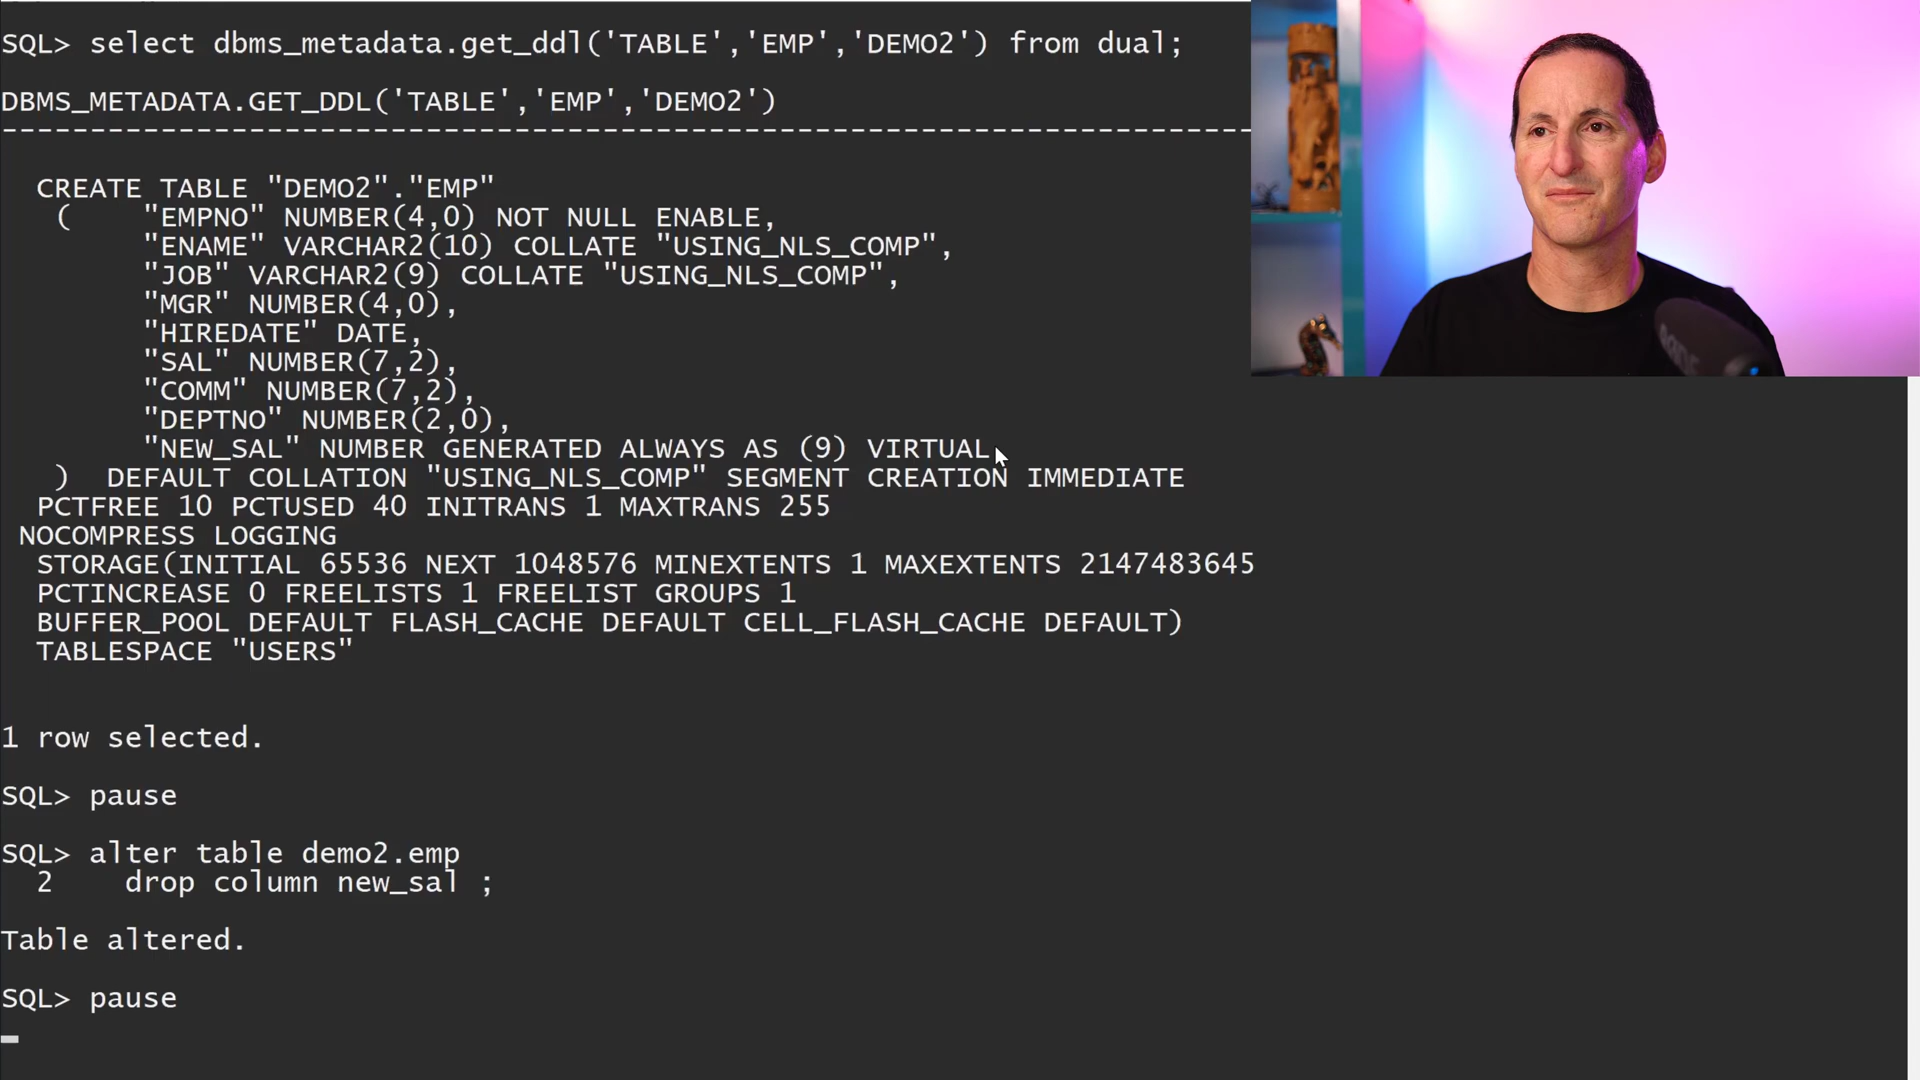 SQL> select dbms_metadata.get_ddl('TABLE','EMP','DEMO2') from dual;
DBMS_METADATA.GET_DDL('TABLE','EMP','DEMO2')
--------------------------------------------------------------------------------
CREATE TABLE "DEMO2"."EMP"
( "EMPNO" NUMBER(4,0) NOT NULL ENABLE,
"ENAME" VARCHAR2(10) COLLATE "USING_NLS_COMP",
"JOB" VARCHAR2(9) COLLATE "USING_NLS_COMP",
"MGR" NUMBER(4,0),
"HIREDATE" DATE,
"SAL" NUMBER(7,2),
"COMM" NUMBER(7,2),
"DEPTNO" NUMBER(2,0),
"NEW_SAL" NUMBER GENERATED ALWAYS AS (9) VIRTUAL
) DEFAULT COLLATION "USING_NLS_COMP" SEGMENT CREATION IMMEDIATE
PCTFREE 10 PCTUSED 40 INITRANS 1 MAXTRANS 255
NOCOMPRESS LOGGING
STORAGE(INITIAL 65536 NEXT 1048576 MINEXTENTS 1 MAXEXTENTS 2147483645
PCTINCREASE 0 FREELISTS 1 FREELIST GROUPS 1
BUFFER_POOL DEFAULT FLASH_CACHE DEFAULT CELL_FLASH_CACHE DEFAULT)
TABLESPACE "USERS"
1 row selected.
SQL> pause
SQL> alter table demo2.emp
2 drop column new_sal ;
Table altered.
SQL> pause